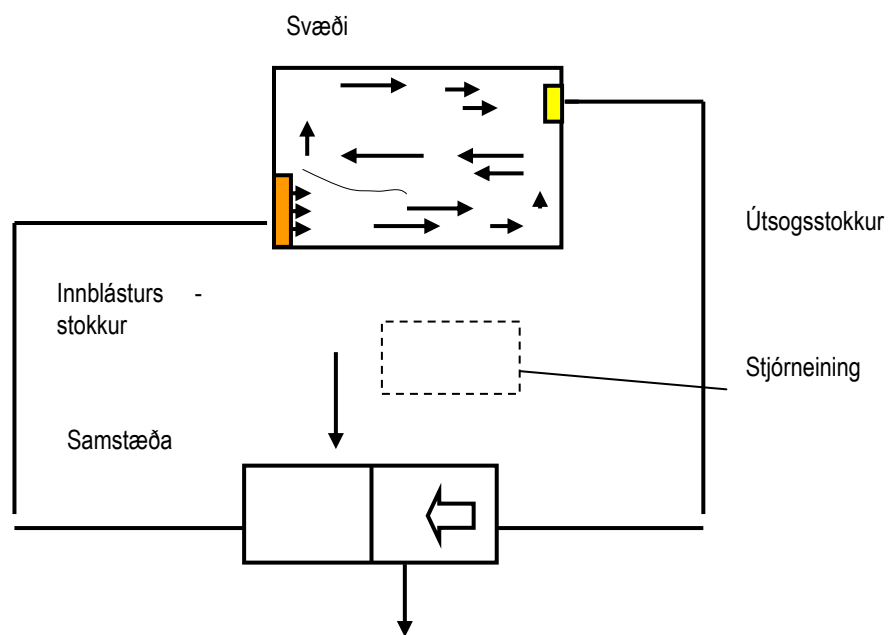 Svæði
Útsogsstokkur
Innblásturs -
stokkur
Stjórneining
Samstæða